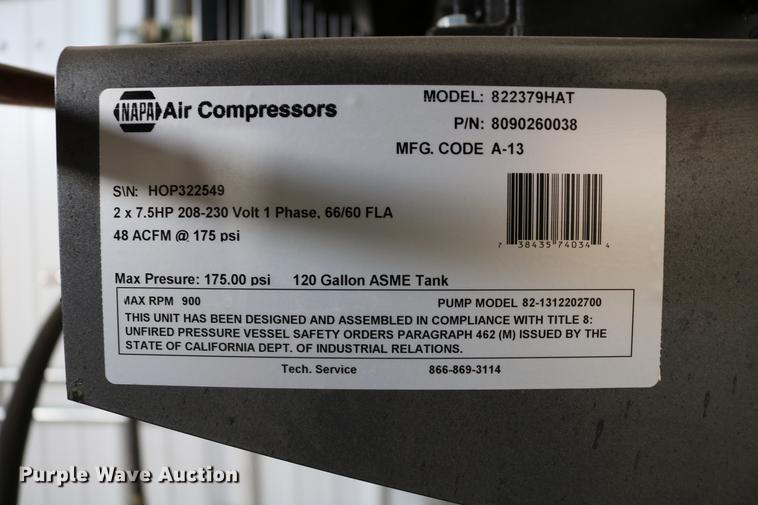 NAPA Air Compressors
MODEL: 822379HAT
P/N: 8090260038
MFG. CODE A-13
S\N: HOP322549
2 x 7.5HP 208-230 Volt 1 Phase, 66/60 FLA
48 ACFM @ 175 psi
7 38435 74034 4
Max Presure: 175.00 psi 120 Gallon ASME Tank
MAX RPM 900 PUMP MODEL 82-1312202700
THIS UNIT HAS BEEN DESIGNED AND ASSEMBLED IN COMPLIANCE WITH TITLE 8:
UNFIRED PRESSURE VESSEL SAFETY ORDERS PARAGRAPH 462 (M) ISSUED BY THE
STATE OF CALIFORNIA DEPT. OF INDUSTRIAL RELATIONS.
Tech. Service 866-869-3114
Purple Wave Auction